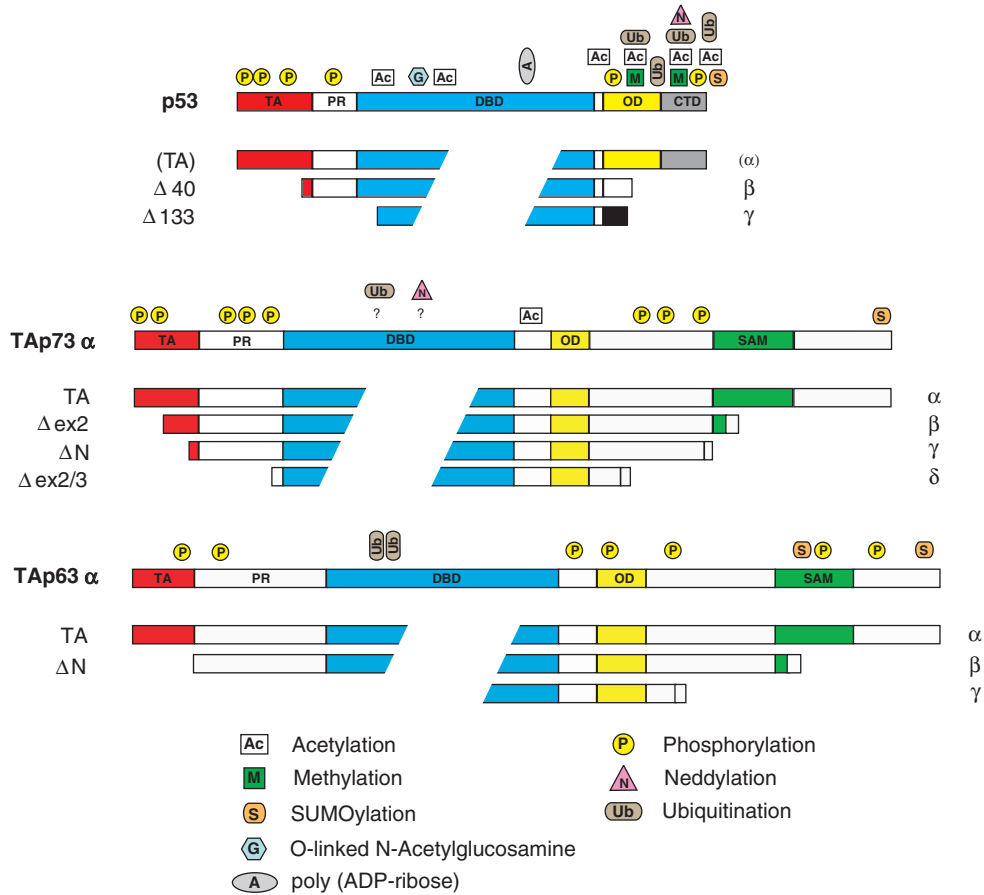 N
Ub Ub Ub
Ac Ac Ac Ac
P P P P Ac G Ac A P M Ub M P S
p53 TA PR DBD OD CTD
(TA) (α)
Δ 40 β
Δ 133 γ
Ub N
P P P P P ? ? Ac P P P S
TAp73 α TA PR DBD OD SAM
TA α
Δ ex2 β
ΔN γ
Δ ex2/3 δ
P P Ub Ub P P P S P P S
TAp63 α TA PR DBD OD SAM
TA α
ΔN β
γ
Ac Acetylation
M Methylation
S SUMOylation
G O-linked N-Acetylglucosamine
A poly (ADP-ribose)
P Phosphorylation
N Neddylation
Ub Ubiquitination